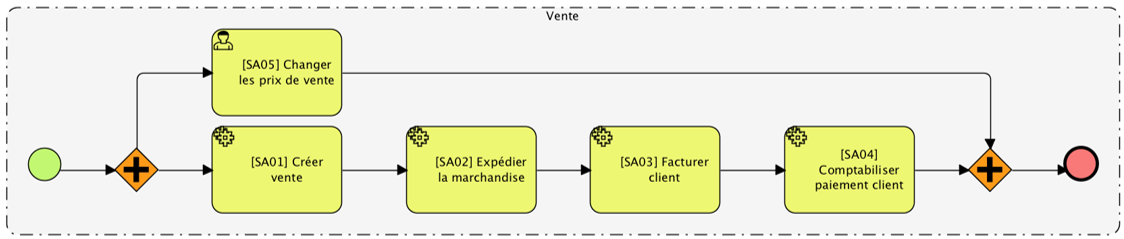 Vente
[SA05] Changer
les prix de vente
[SA01] Créer
vente
[SA02] Expédier
la marchandise
[SA03] Facturer
client
[SA04]
Comptabiliser
paiement client